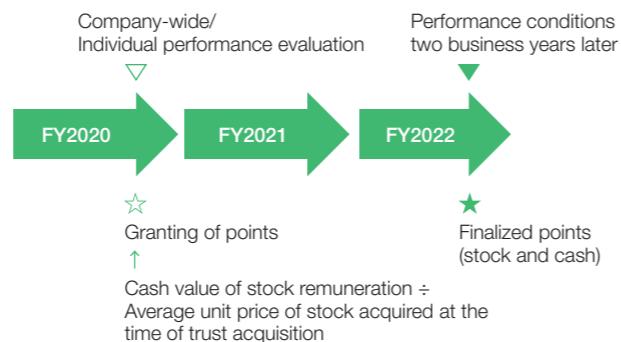 Company-wide/
Individual performance evaluation
Performance conditions
two business years later
FY2020
FY2021
FY2022
Granting of points
Finalized points
(stock and cash)
Cash value of stock remuneration ÷
Average unit price of stock acquired at the
time of trust acquisition